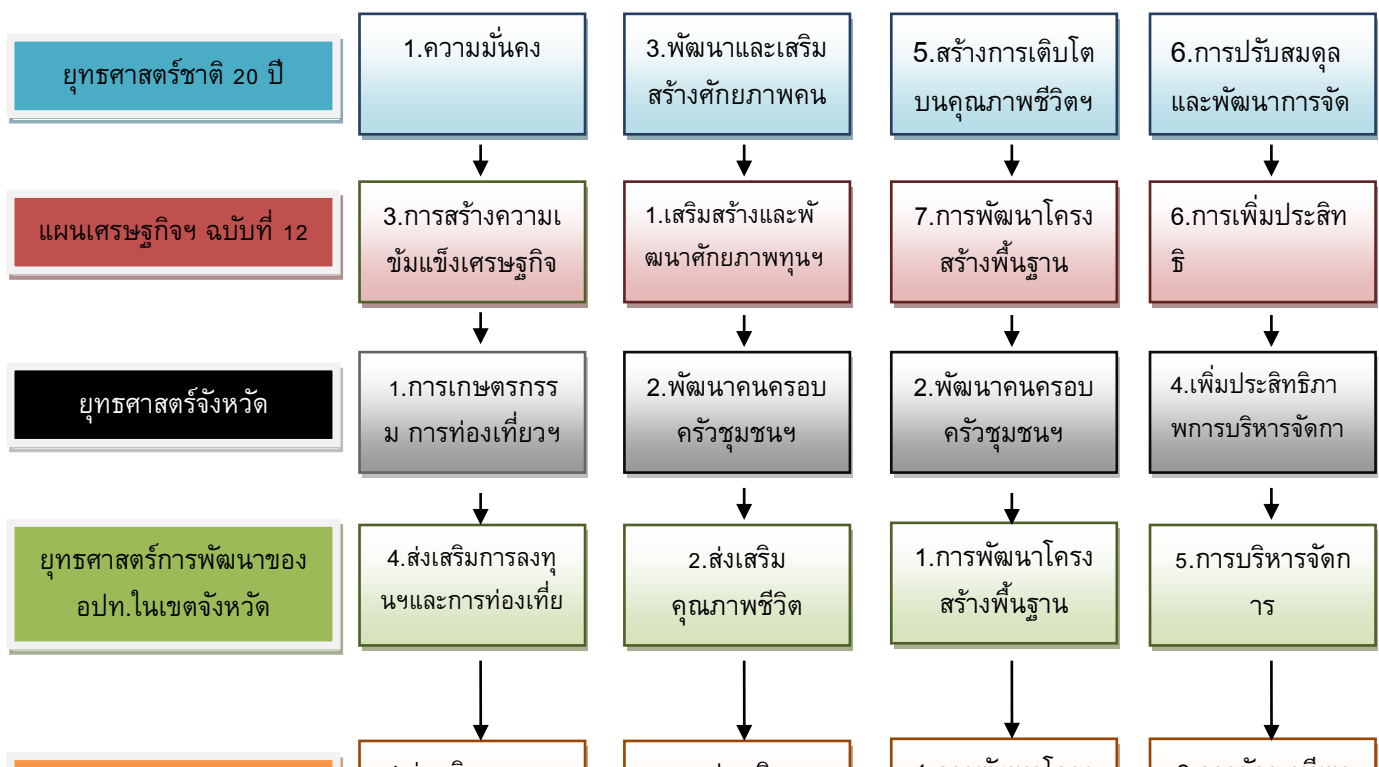 ยุทธศาสตร์ชาติ 20 ปี
1.ความมั่นคง
3.พัฒนาและเสริม
สร้างศักยภาพคน
5.สร้างการเติบโต
บนคุณภาพชีวิตฯ
6.การปรับสมดุล
และพัฒนาการจัด
แผนเศรษฐกิจฯ ฉบับที่ 12
3.การสร้างความเ
ข้มแข็งเศรษฐกิจ
1.เสริมสร้างและพั
ฒนาศักยภาพทุนฯ
7.การพัฒนาโครง
สร้างพื้นฐาน
6.การเพิ่มประสิท
ธิ
ยุทธศาสตร์จังหวัด
1.การเกษตรกรร
ม การท่องเที่ยวฯ
2.พัฒนาคนครอบ
ครัวชุมชนฯ
2.พัฒนาคนครอบ
ครัวชุมชนฯ
4.เพิ่มประสิทธิภา
พการบริหารจัดกา
ยุทธศาสตร์การพัฒนาของ
อปท.ในเขตจังหวัด
4.ส่งเสริมการลงทุ
นฯและการท่องเที่ย
2.ส่งเสริม
คุณภาพชีวิต
1.การพัฒนาโครง
สร้างพื้นฐาน
5.การบริหารจัดก
าร